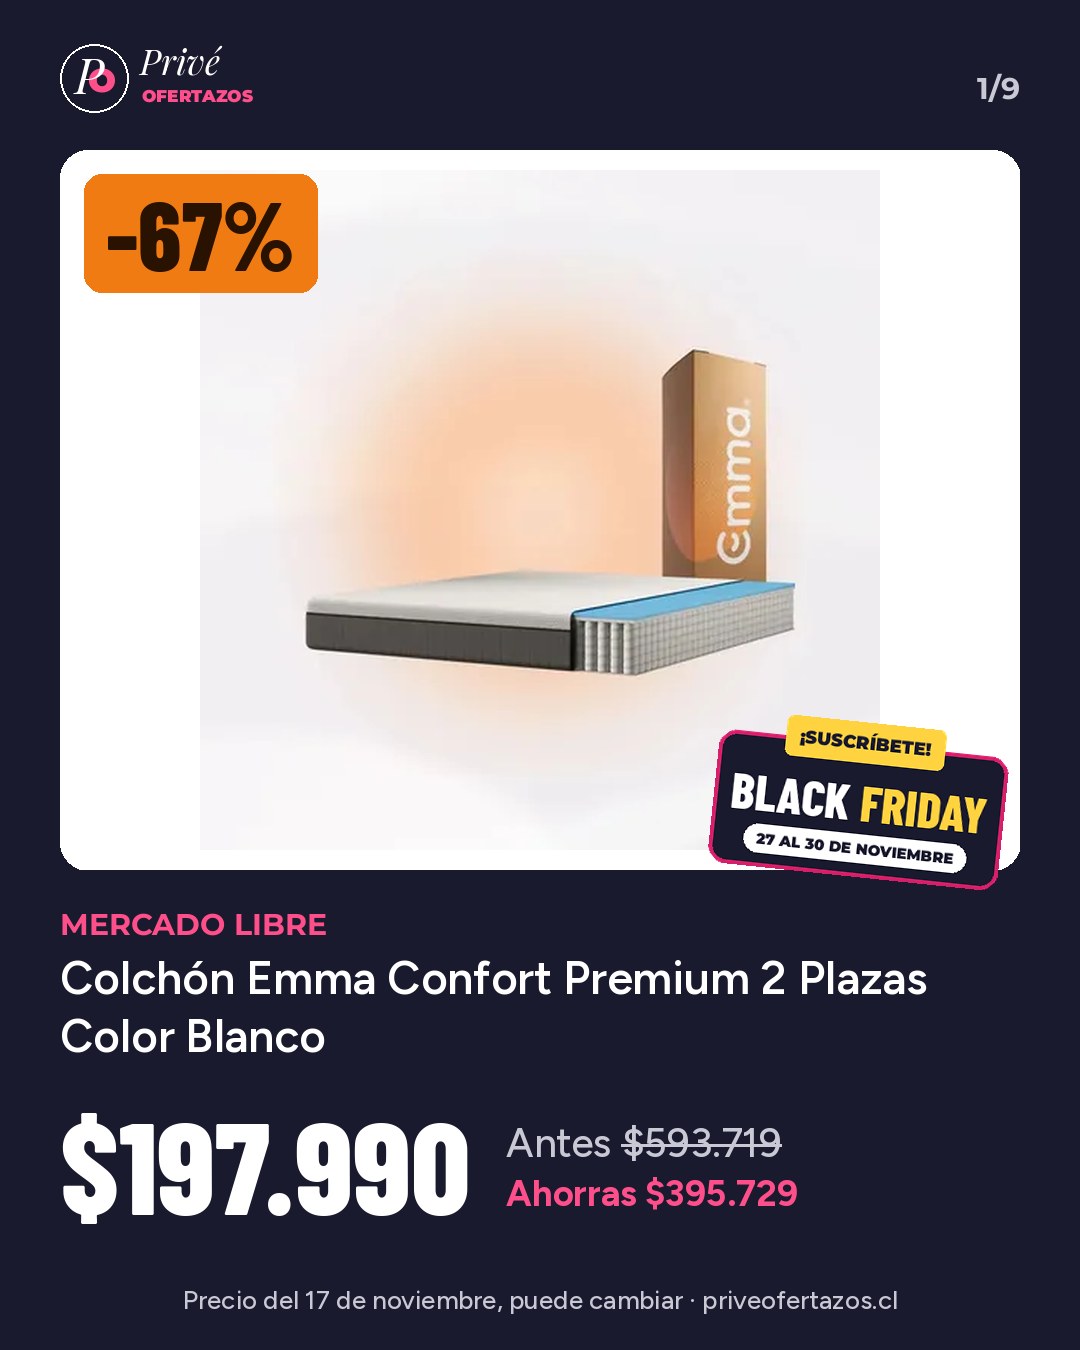 Privé
OFERTAZOS
1/9
-67%
emma
¡SUSCRÍBETE!
BLACK FRIDAY
27 AL 30 DE NOVIEMBRE
MERCADO LIBRE
Colchón Emma Confort Premium 2 Plazas
Color Blanco
$197.990
Antes $593.719
Ahorras $395.729
Precio del 17 de noviembre, puede cambiar · priveofertazos.cl